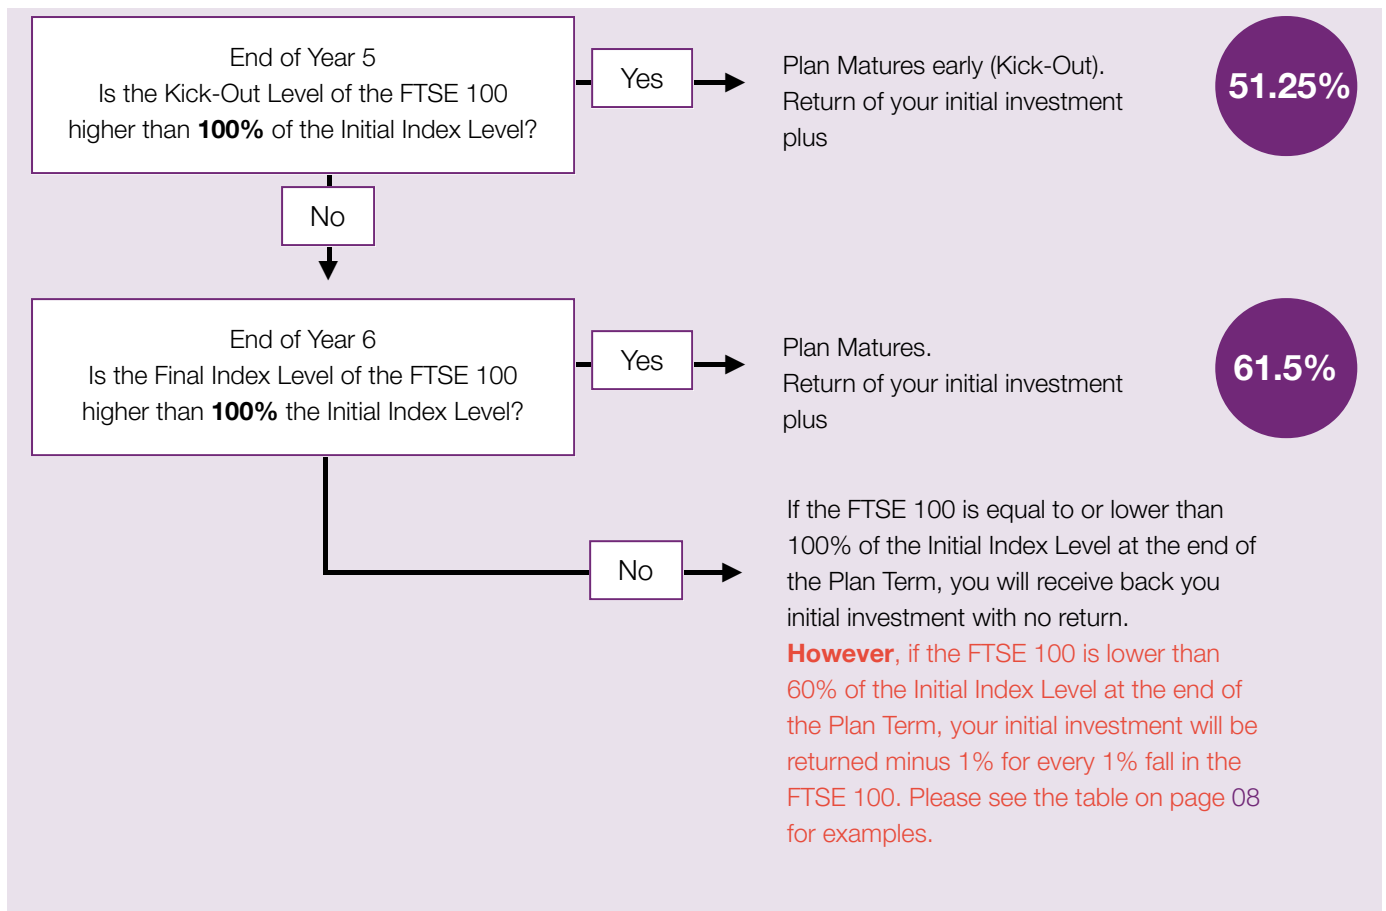 End of Year 5
Is the Kick-Out Level of the FTSE 100
higher than 100% of the Initial Index Level?
Yes
Plan Matures early (Kick-Out).
Return of your initial investment
plus
51.25%
No
End of Year 6
Is the Final Index Level of the FTSE 100
higher than 100% the Initial Index Level?
Yes
Plan Matures.
Return of your initial investment
plus
61.5%
No
If the FTSE 100 is equal to or lower than
100% of the Initial Index Level at the end of
the Plan Term, you will receive back you
initial investment with no return.
However, if the FTSE 100 is lower than
60% of the Initial Index Level at the end of
the Plan Term, your initial investment will be
returned minus 1% for every 1% fall in the
FTSE 100. Please see the table on page 08
for examples.